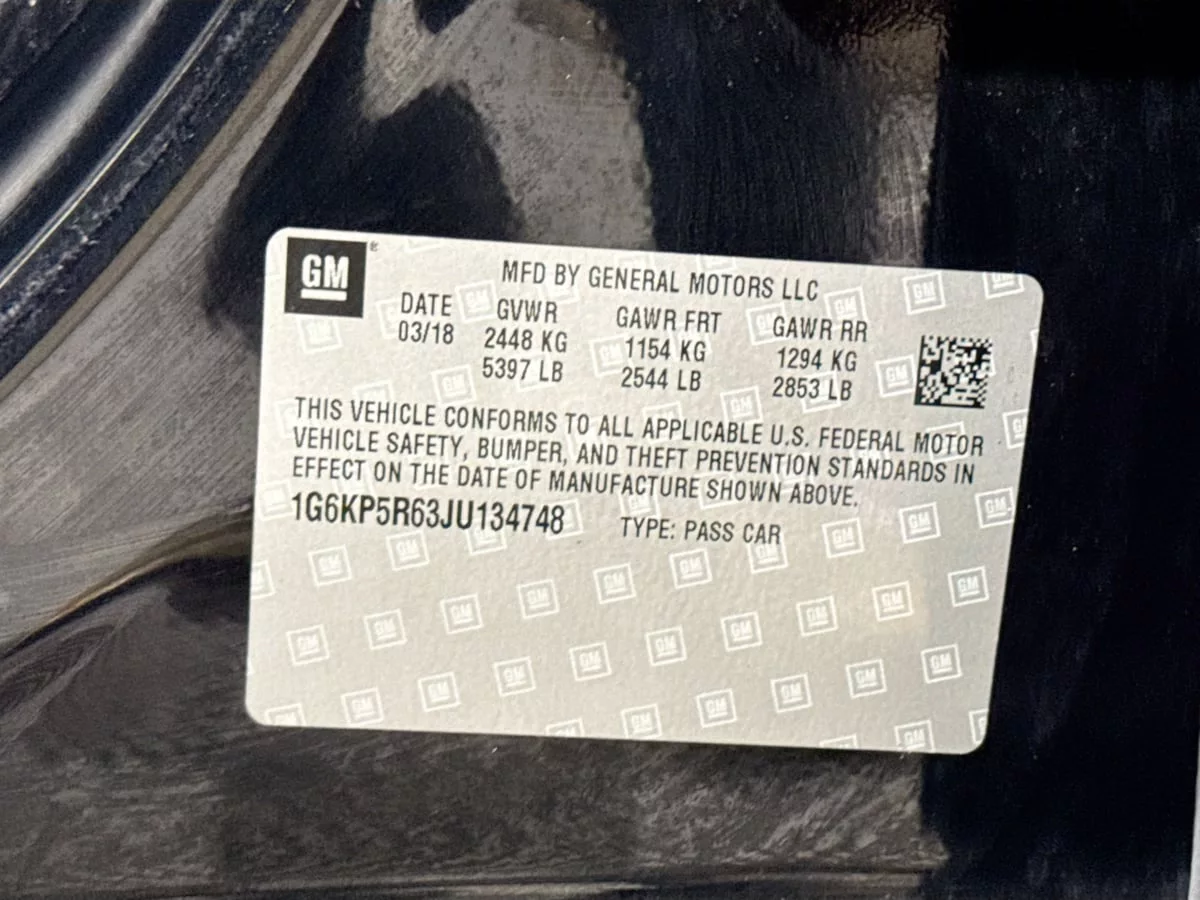 GM
MFD BY GENERAL MOTORS LLC
DATE GVWR GAWR FRT GAWR RR
03/18 2448 KG 1154 KG 1294 KG
5397 LB 2544 LB 2853 LB
THIS VEHICLE CONFORMS TO ALL APPLICABLE U.S. FEDERAL MOTOR
VEHICLE SAFETY, BUMPER, AND THEFT PREVENTION STANDARDS IN
EFFECT ON THE DATE OF MANUFACTURE SHOWN ABOVE.
1G6KP5R63JU134748 TYPE: PASS CAR